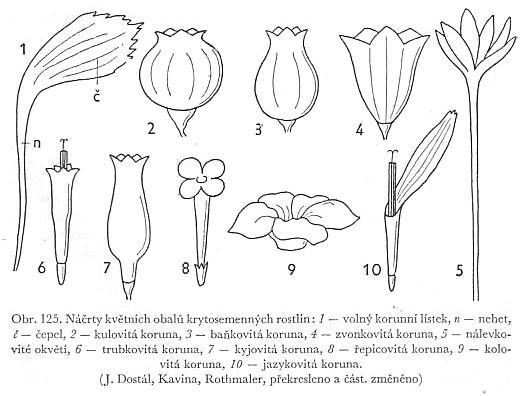 1
č
n
2
3
4
5
6
7
8
9
10
Obr. 125. Náčrty květních obalů krytosemenných rostlin: 1 — volný korunní lístek, n — nehet,
č — čepel, 2 — kulovitá koruna, 3 — baňkovitá koruna, 4 — zvonkovitá koruna, 5 — nálevko-
vité okvětí, 6 — trubkovitá koruna, 7 — kyjovitá koruna, 8 — řepicovitá koruna, 9 — kolo-
vitá koruna, 10 — jazykovitá koruna.
(J. Dostál, Kavina, Rothmaler, překresleno a část. změněno)